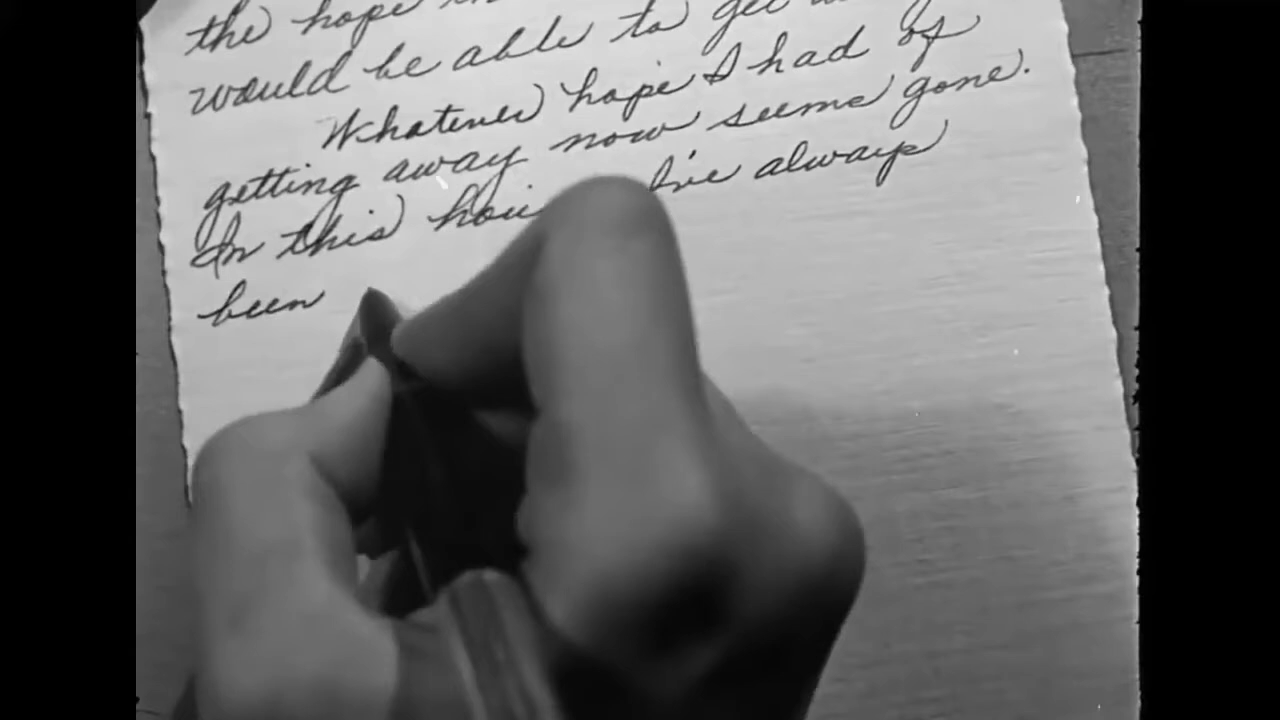 the hope
would be able to get
Whatever hope I had of
getting away now seems gone.
In this I've always
been